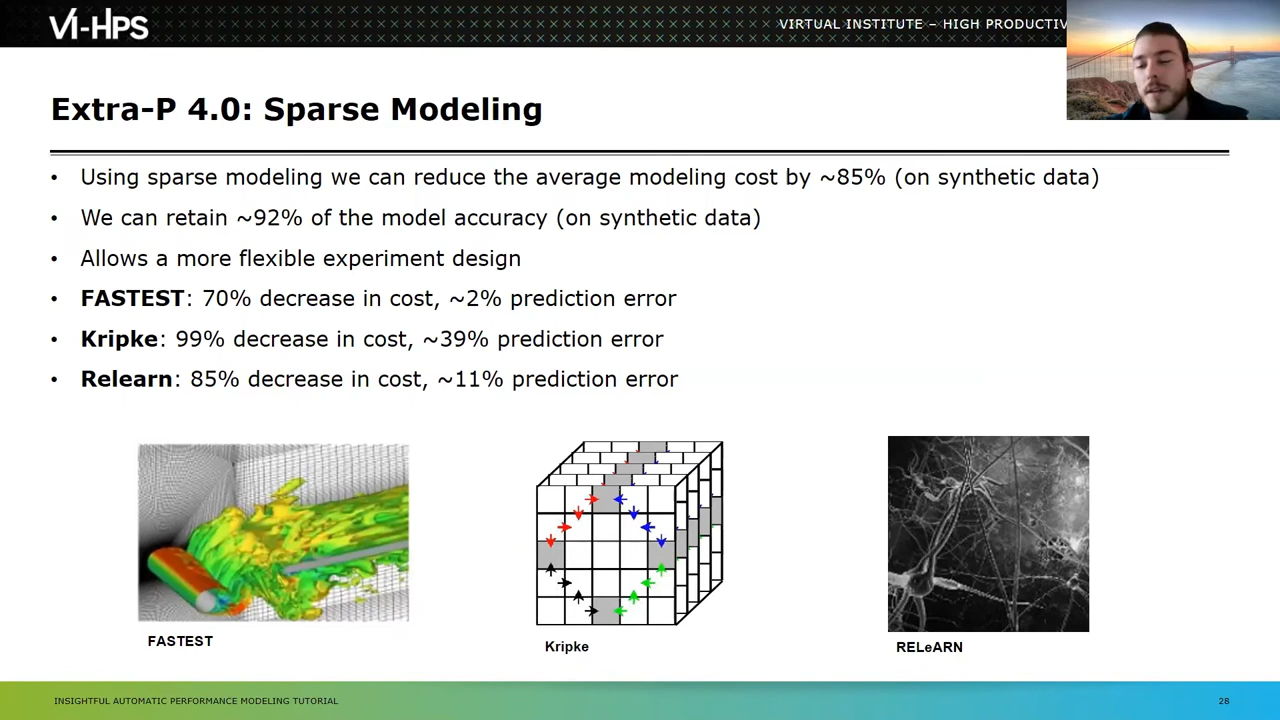 VI-HPS
VIRTUAL INSTITUTE – HIGH PRODUCTIV
Extra-P 4.0: Sparse Modeling
• Using sparse modeling we can reduce the average modeling cost by ~85% (on synthetic data)
• We can retain ~92% of the model accuracy (on synthetic data)
• Allows a more flexible experiment design
• FASTEST: 70% decrease in cost, ~2% prediction error
• Kripke: 99% decrease in cost, ~39% prediction error
• Relearn: 85% decrease in cost, ~11% prediction error
FASTEST
Kripke
RELeARN
INSIGHTFUL AUTOMATIC PERFORMANCE MODELING TUTORIAL
28